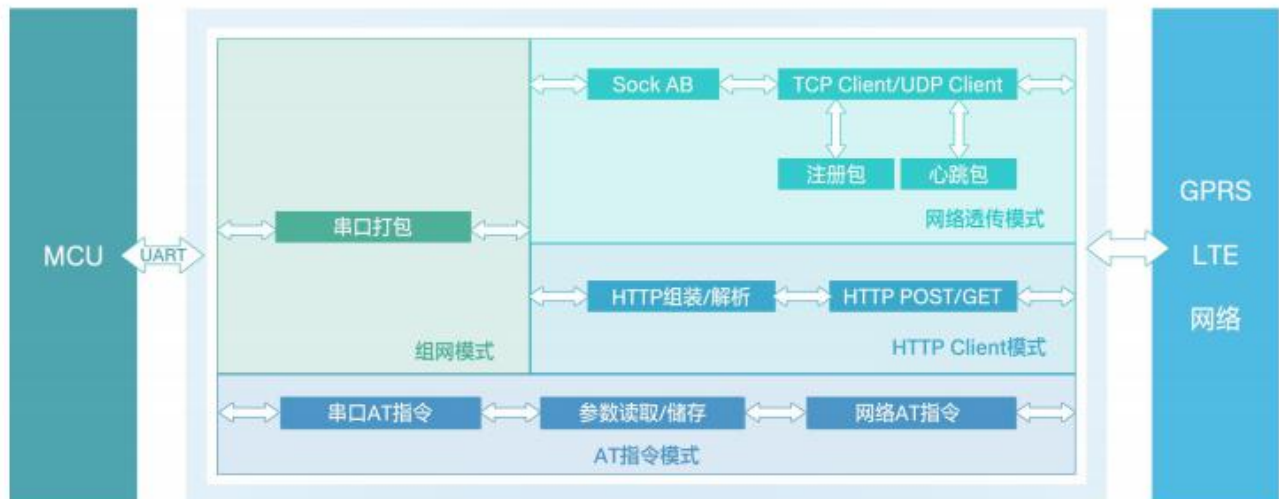 MCU
UART
串口打包
组网模式
Sock AB
TCP Client/UDP Client
注册包
心跳包
网络透传模式
HTTP组装/解析
HTTP POST/GET
HTTP Client模式
串口AT指令
参数读取/储存
网络AT指令
AT指令模式
GPRS
LTE
网络